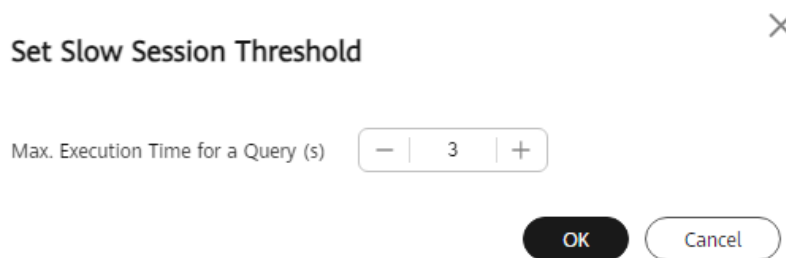 Set Slow Session Threshold
Max. Execution Time for a Query (s) 3
OK Cancel